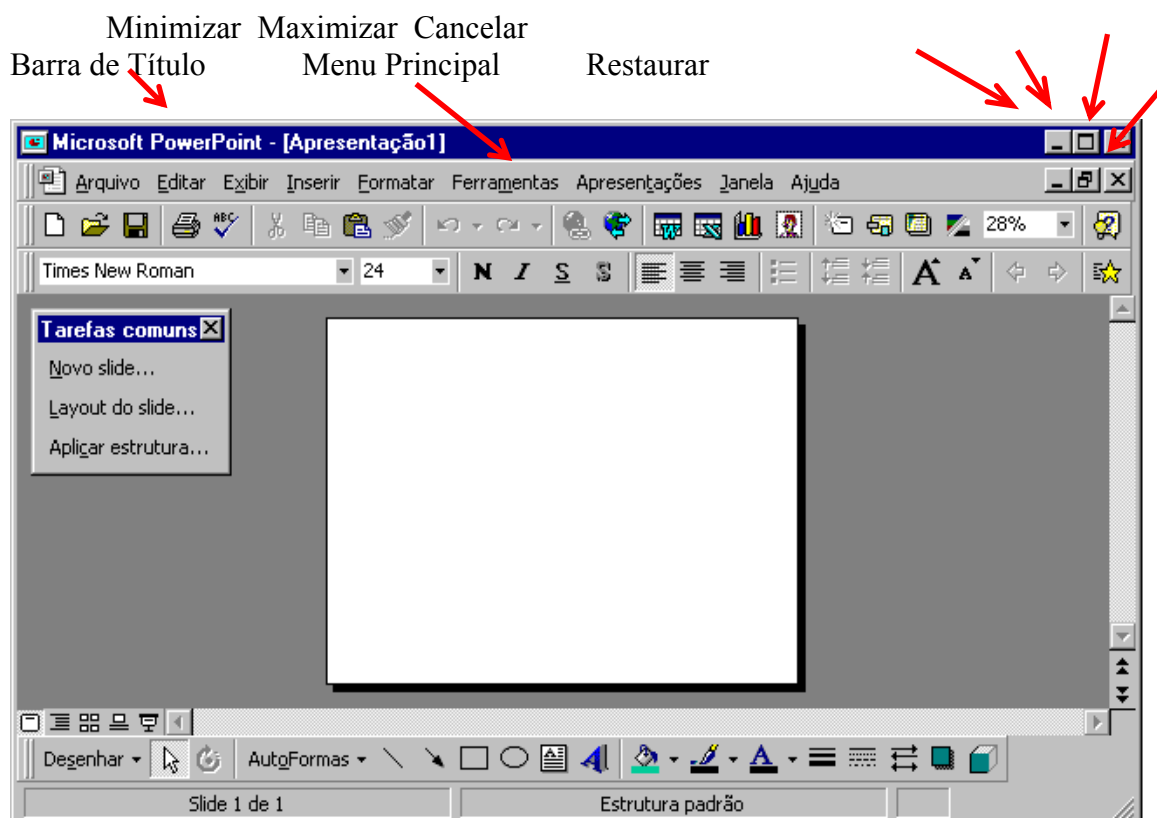 Minimizar Maximizar Cancelar
Barra de Título Menu Principal Restaurar
Microsoft PowerPoint - [Apresentação1]
Arquivo Editar Exibir Inserir Formatar Ferramentas Apresentações Janela Ajuda
ABC 28%
Times New Roman 24 N I S S A A
Tarefas comuns
Novo slide...
Layout do slide...
Aplicar estrutura...
Desenhar AutoFormas A A
Slide 1 de 1 Estrutura padrão